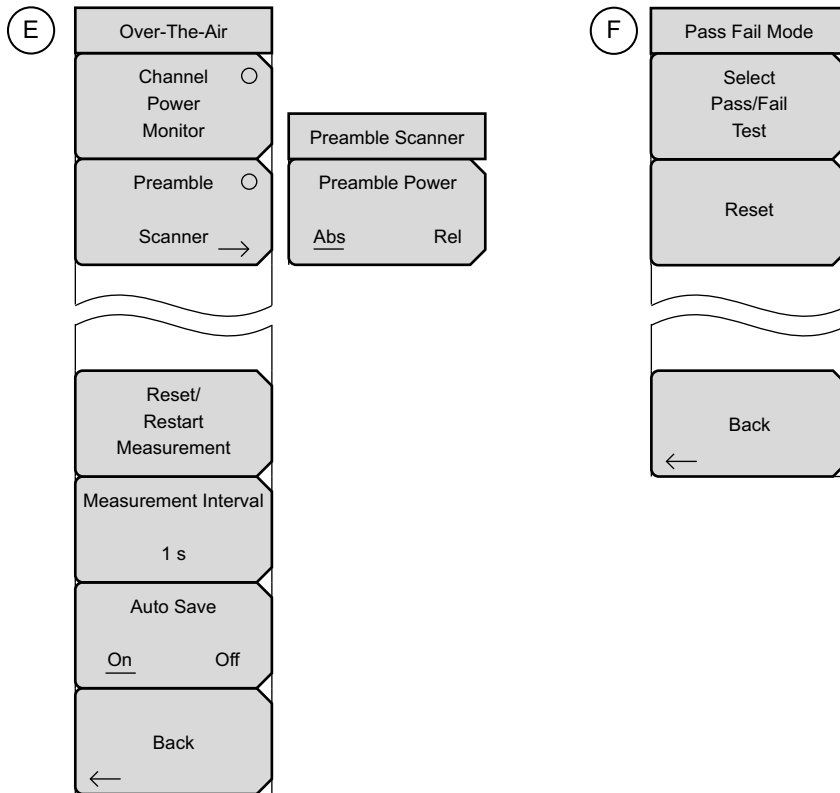 E
Over-The-Air
Channel
Power
Monitor
Preamble
Scanner
Preamble Scanner
Preamble Power
Abs Rel
Reset/
Restart
Measurement
Measurement Interval
1 s
Auto Save
On Off
Back
F
Pass Fail Mode
Select
Pass/Fail
Test
Reset
Back